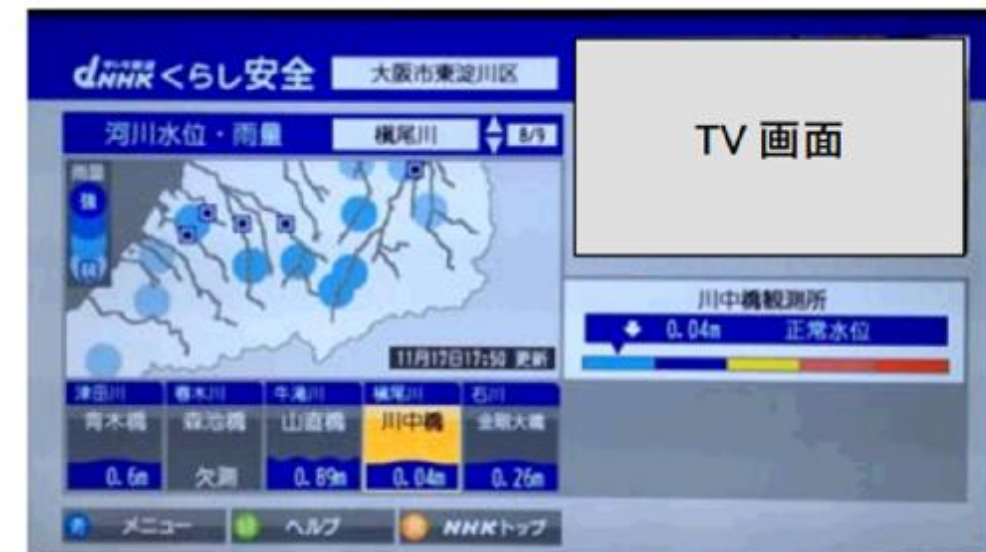 NHK くらし安全 大阪市東淀川区
河川水位・雨量 槇尾川 8/9
TV 画面
雨量
強
弱
11月17日17:50 更新
川中橋観測所
0.04m 正常水位
津田川 春木川 牛滝川 槇尾川 石川
青木橋 森池橋 山直橋 川中橋 金剛大橋
0.6m 欠測 0.89m 0.04m 0.26m
青 メニュー 緑 ヘルプ NHKトップ